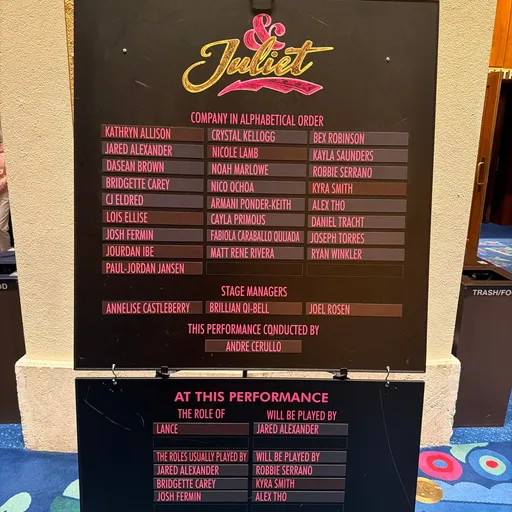 & Juliet
COMPANY IN ALPHABETICAL ORDER
KATHRYN ALLISON CRYSTAL KELLOGG BEX ROBINSON
JARED ALEXANDER NICOLE LAMB KAYLA SAUNDERS
DASEAN BROWN NOAH MARLOWE ROBBIE SERRANO
BRIDGETTE CAREY NICO OCHOA KYRA SMITH
CJ ELDRED ARMANI PONDER-KEITH ALEX THO
LOIS ELLISE CAYLA PRIMOUS DANIEL TRACHT
JOSH FERMIN FABIOLA CARABALLO QUIJADA JOSEPH TORRES
JOURDAN IBE MATT RENE RIVERA RYAN WINKLER
PAUL-JORDAN JANSEN
STAGE MANAGERS
ANNELISE CASTLEBERRY BRILLIAN QI-BELL JOEL ROSEN
THIS PERFORMANCE CONDUCTED BY
ANDRE CERULLO
TRASH/FO
AT THIS PERFORMANCE
THE ROLE OF WILL BE PLAYED BY
LANCE JARED ALEXANDER
THE ROLES USUALLY PLAYED BY WILL BE PLAYED BY
JARED ALEXANDER ROBBIE SERRANO
BRIDGETTE CAREY KYRA SMITH
JOSH FERMIN ALEX THO